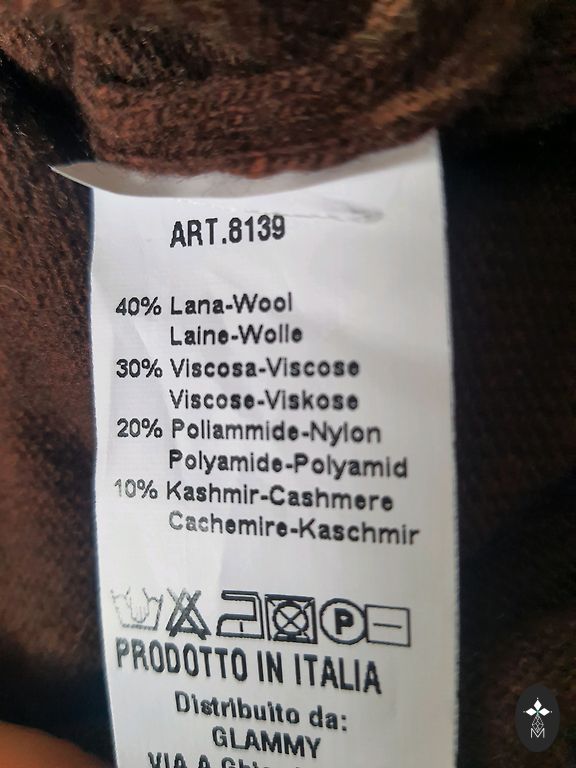 ART.8139
40% Lana-Wool
Laine-Wolle
30% Viscosa-Viscose
Viscose-Viskose
20% Poliammide-Nylon
Polyamide-Polyamid
10% Kashmir-Cashmere
Cachemire-Kaschmir
P
PRODOTTO IN ITALIA
Distribuito da:
GLAMMY
VIA A
M